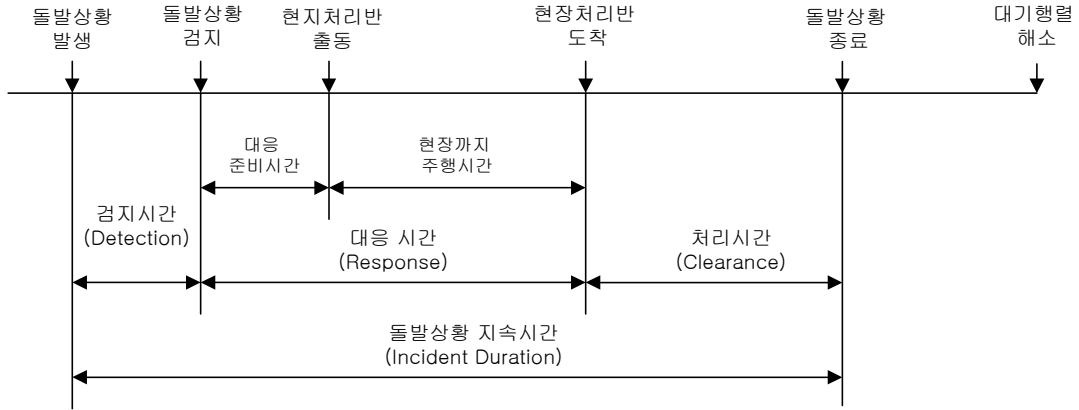 돌발상황
발생
돌발상황
검지
현지처리반
출동
현장처리반
도착
돌발상황
종료
대기행렬
해소
대응
준비시간
현장까지
주행시간
검지시간
(Detection)
대응 시간
(Response)
처리시간
(Clearance)
돌발상황 지속시간
(Incident Duration)